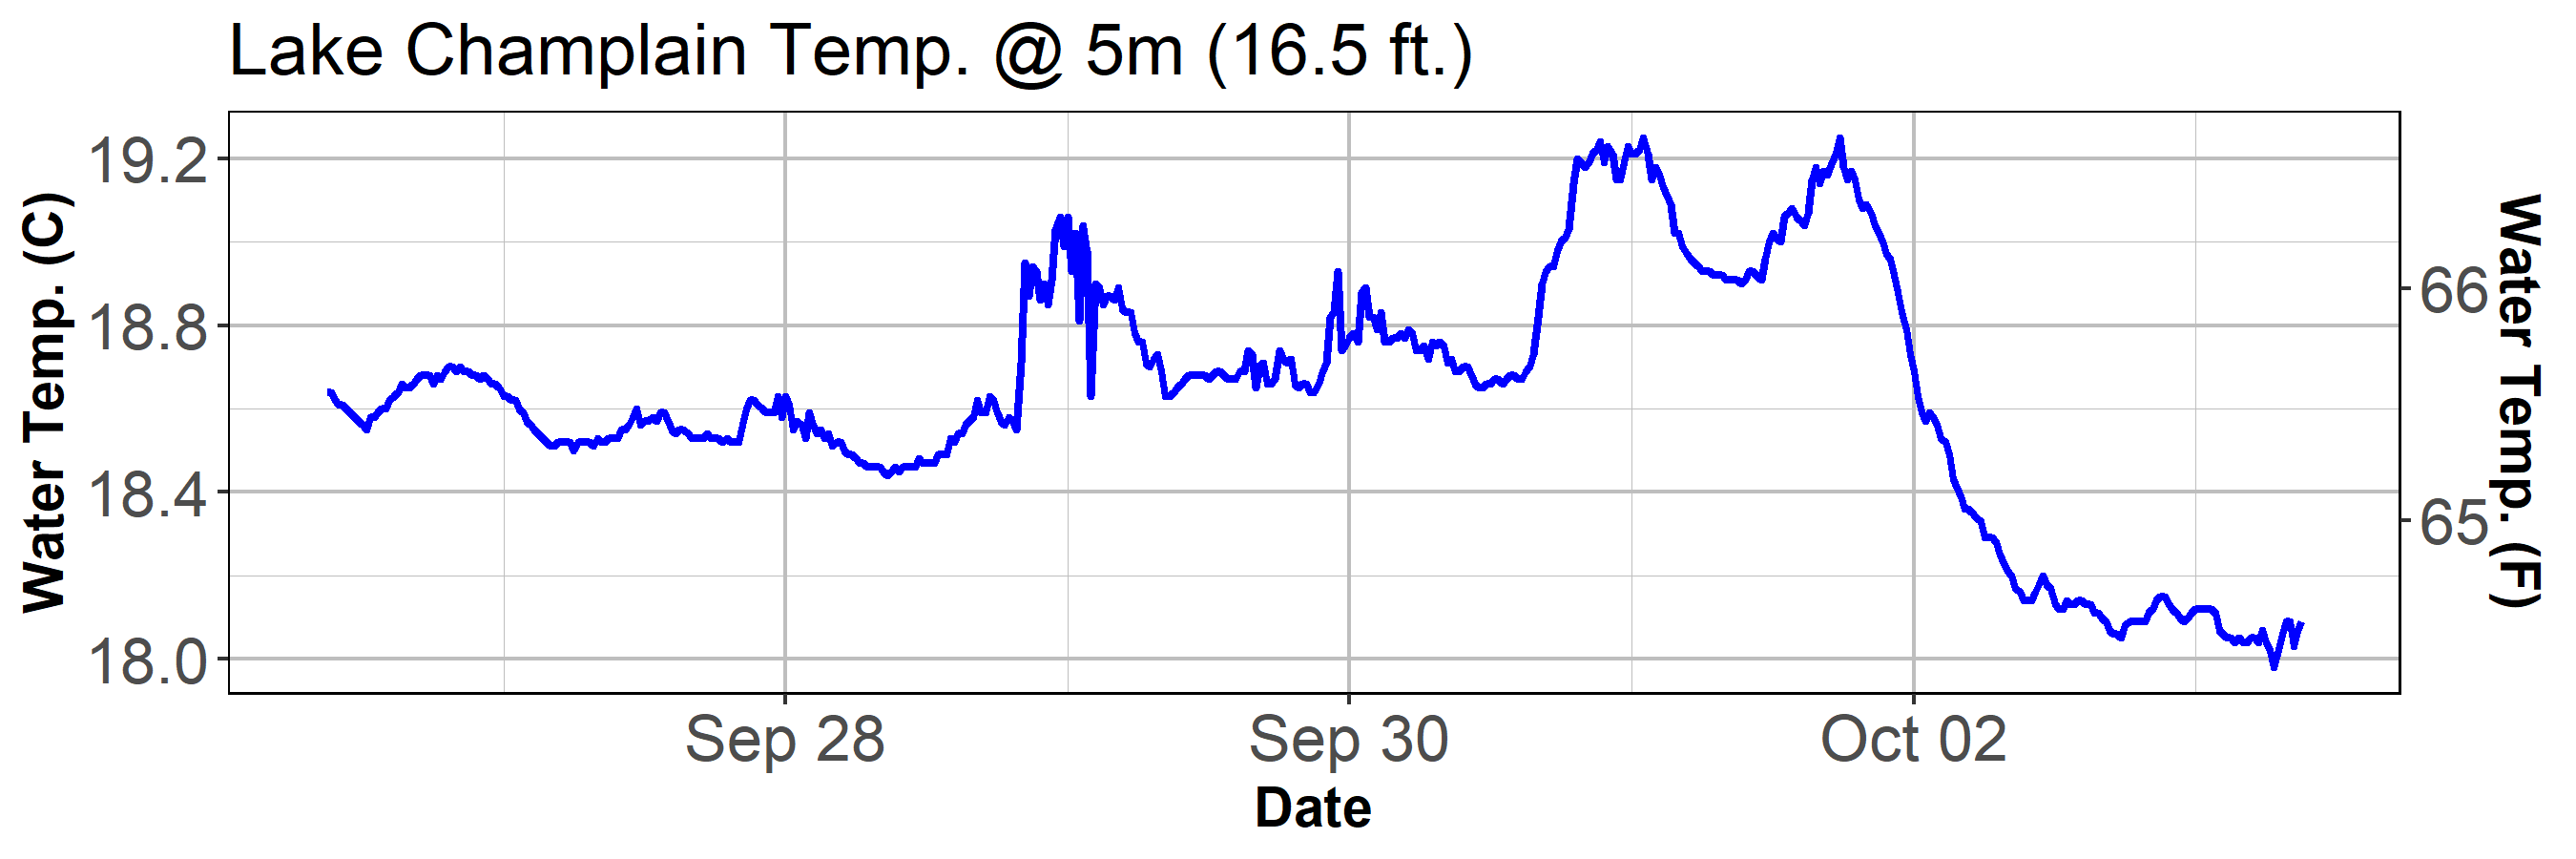 Lake Champlain Temp. @ 5m (16.5 ft.)
Water Temp. (C)
19.2
18.8
18.4
18.0
Water Temp. (F)
66
65
Sep 28
Sep 30
Oct 02
Date